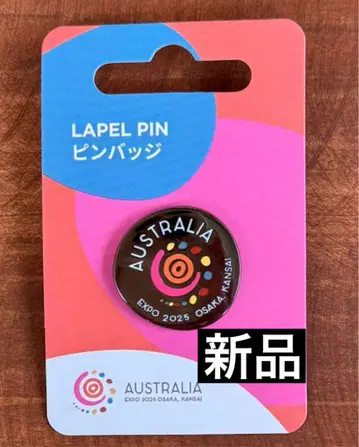 LAPEL PIN
ピンバッジ
AUSTRALIA
EXPO 2025 OSAKA, KANSAI
新品
AUSTRALIA
EXPO 2025 OSAKA, KANSAI